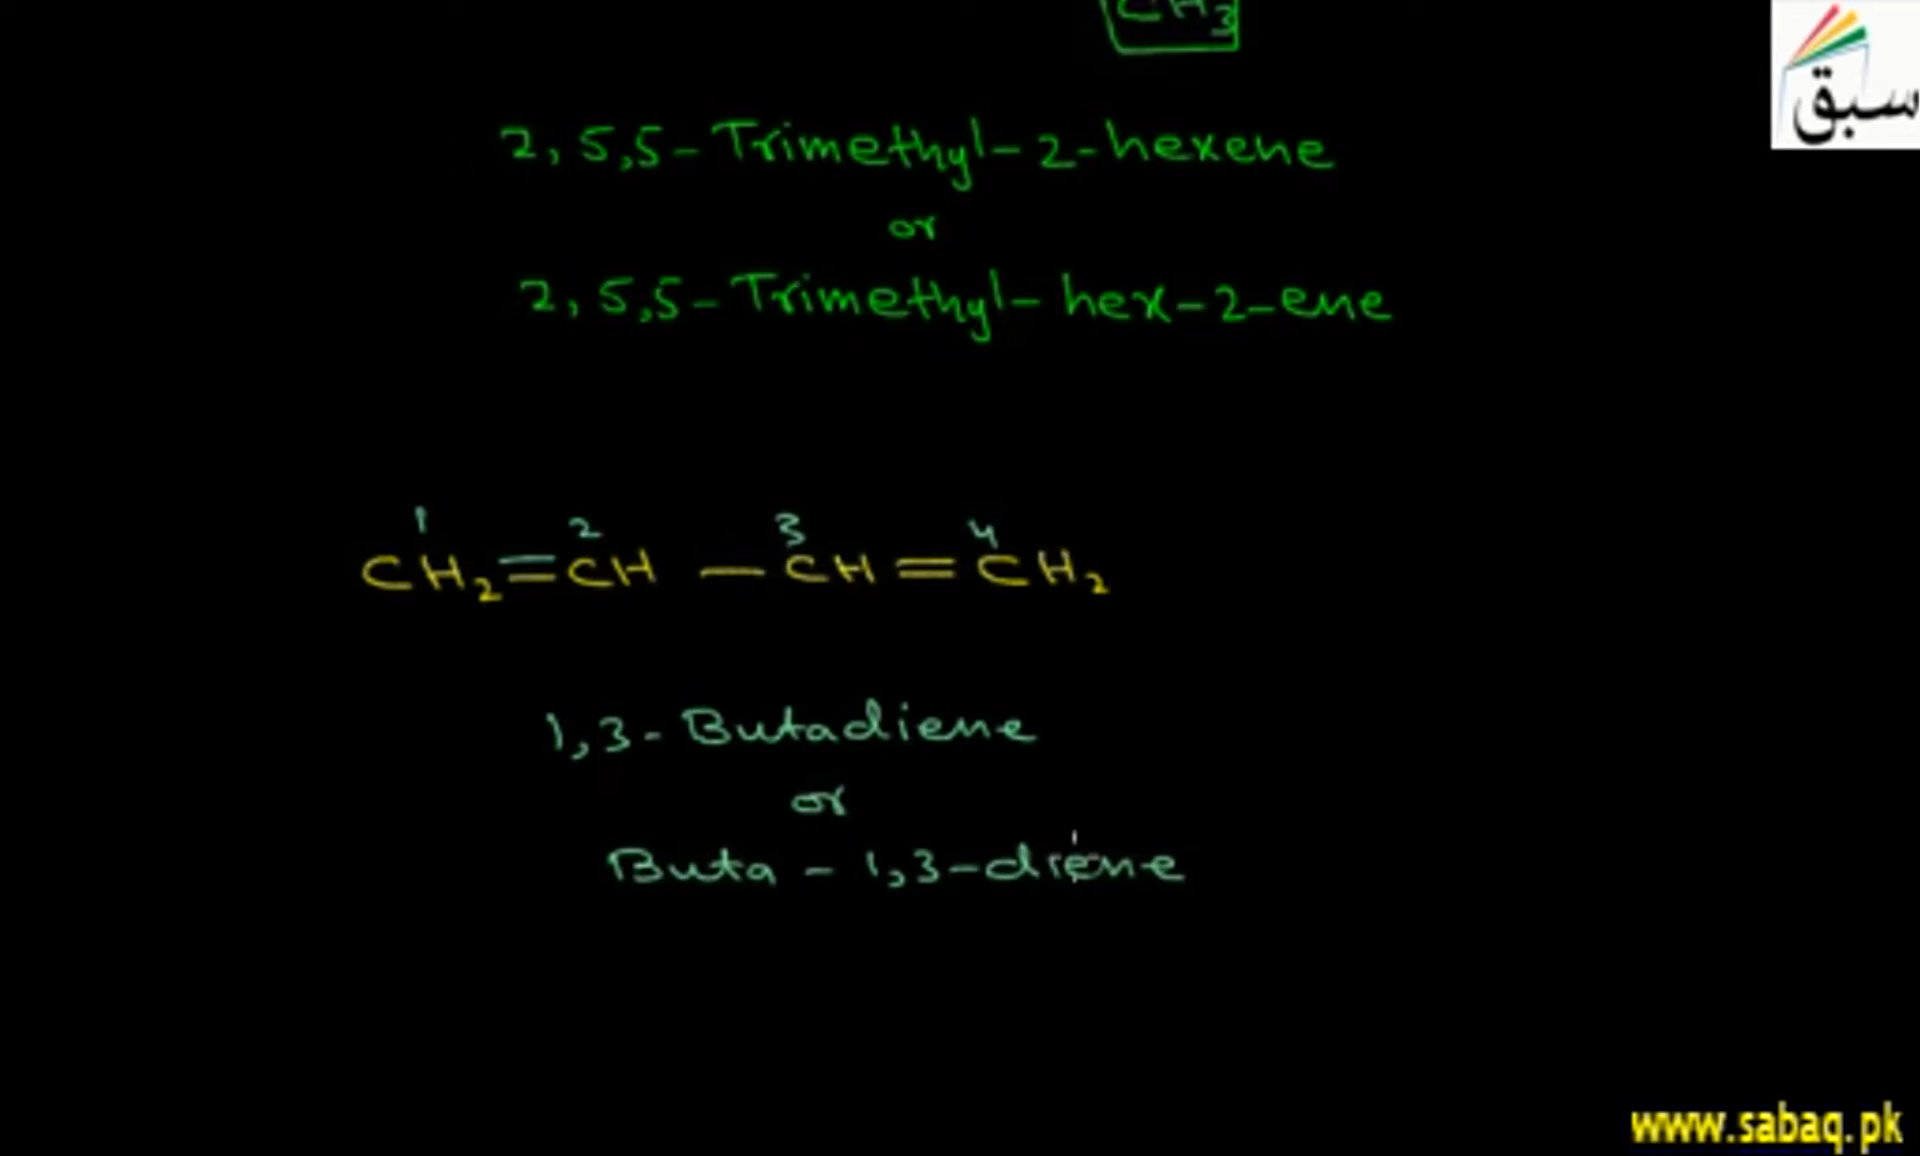 CH3
سبق
2, 5,5-Trimethyl-2-hexene
or
2, 5,5-Trimethyl-hex-2-ene
1 2 3 4
CH₂=CH—CH=CH₂
1,3-Butadiene
or
Buta-1,3-diene
www.sabaq.pk